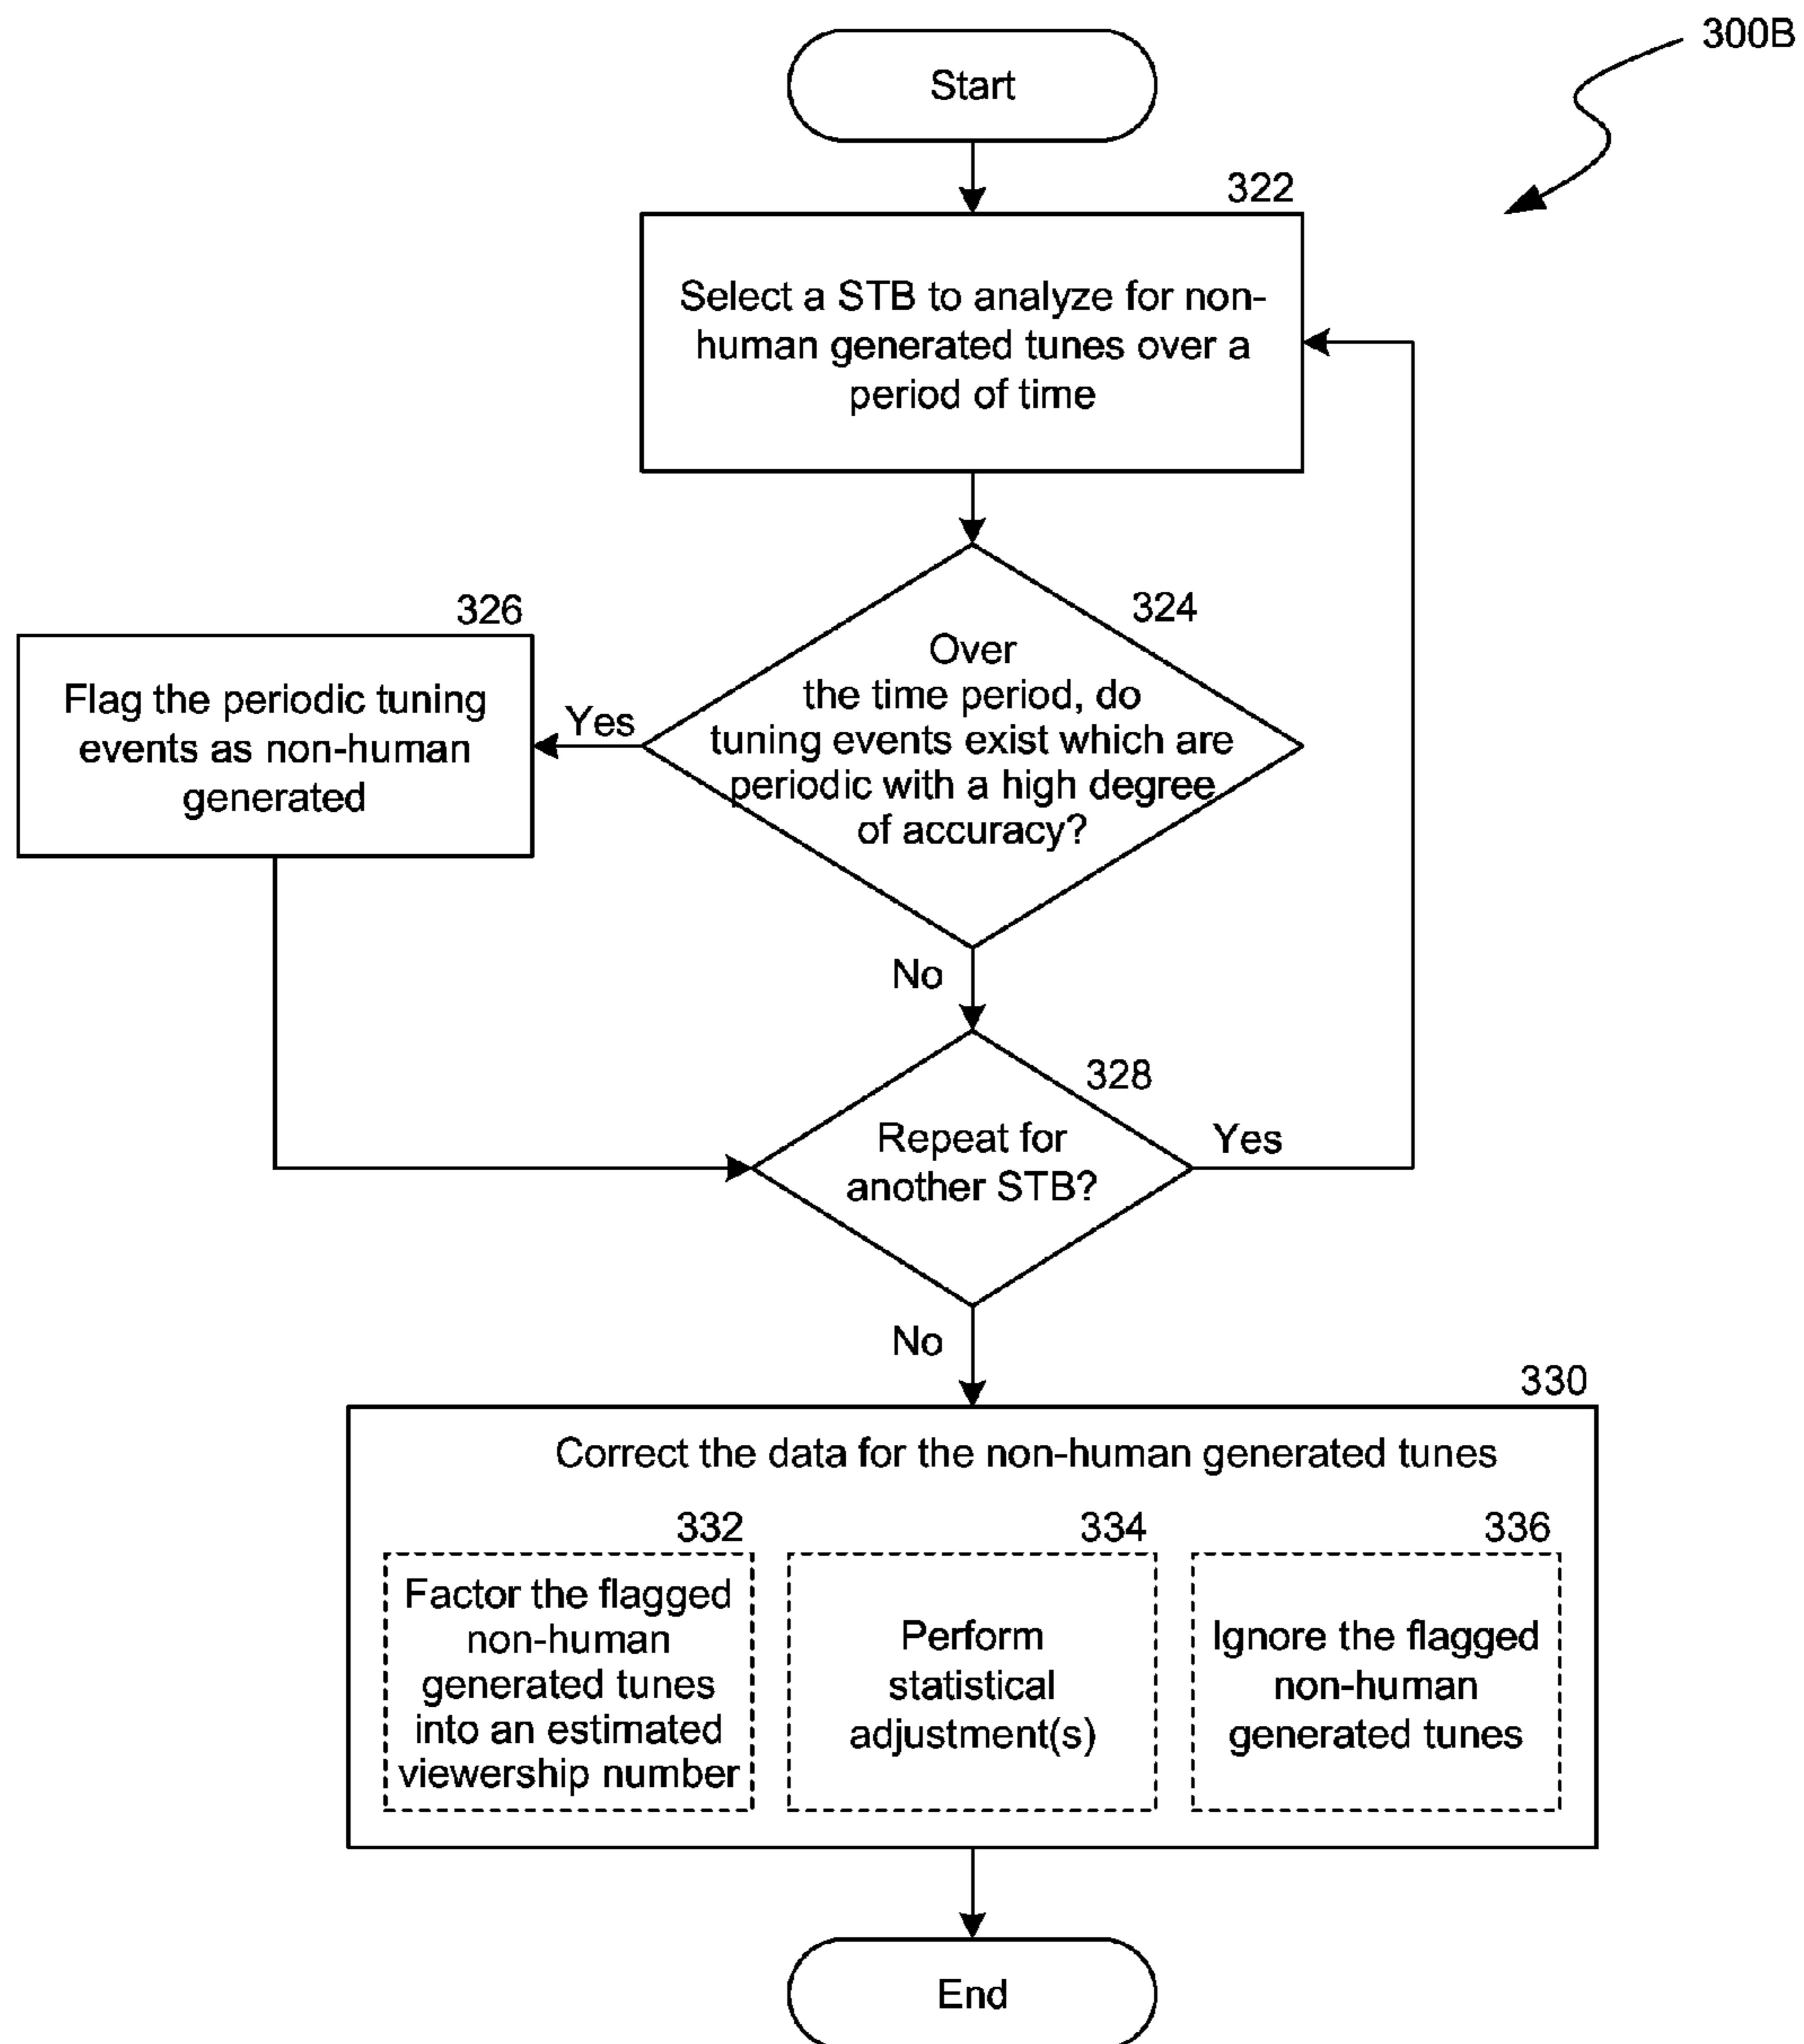 300B
Start
322
Select a STB to analyze for non-
human generated tunes over a
period of time
324
Over
the time period, do
tuning events exist which are
periodic with a high degree
of accuracy?
326
Flag the periodic tuning
events as non-human
generated
Yes
No
328
Repeat for
another STB?
Yes
No
330
Correct the data for the non-human generated tunes
332
Factor the flagged
non-human
generated tunes
into an estimated
viewership number
334
Perform
statistical
adjustment(s)
336
Ignore the flagged
non-human
generated tunes
End